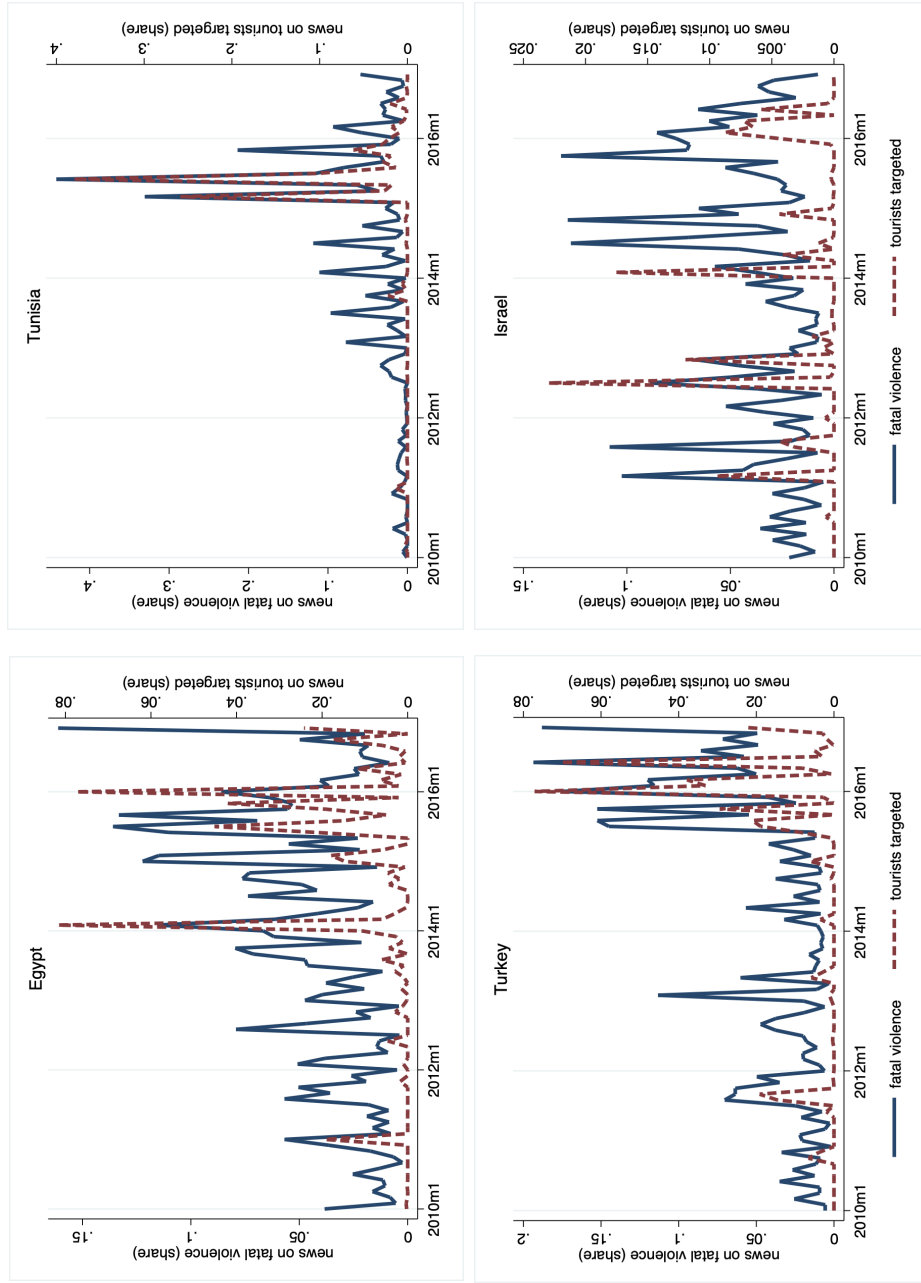 Egypt
news on fatal violence (share)
.15
.1
.05
0
2010m1
2012m1
2014m1
2016m1
.08
.06
.04
.02
0
news on tourists targeted (share)
Tunisia
news on fatal violence (share)
.4
.3
.2
.1
0
2010m1
2012m1
2014m1
2016m1
.4
.3
.2
.1
0
news on tourists targeted (share)
Turkey
news on fatal violence (share)
.2
.15
.1
.05
0
2010m1
2012m1
2014m1
2016m1
.08
.06
.04
.02
0
news on tourists targeted (share)
fatal violence
tourists targeted
Israel
news on fatal violence (share)
.15
.1
.05
0
2010m1
2012m1
2014m1
2016m1
.025
.02
.015
.01
.005
0
news on tourists targeted (share)
fatal violence
tourists targeted